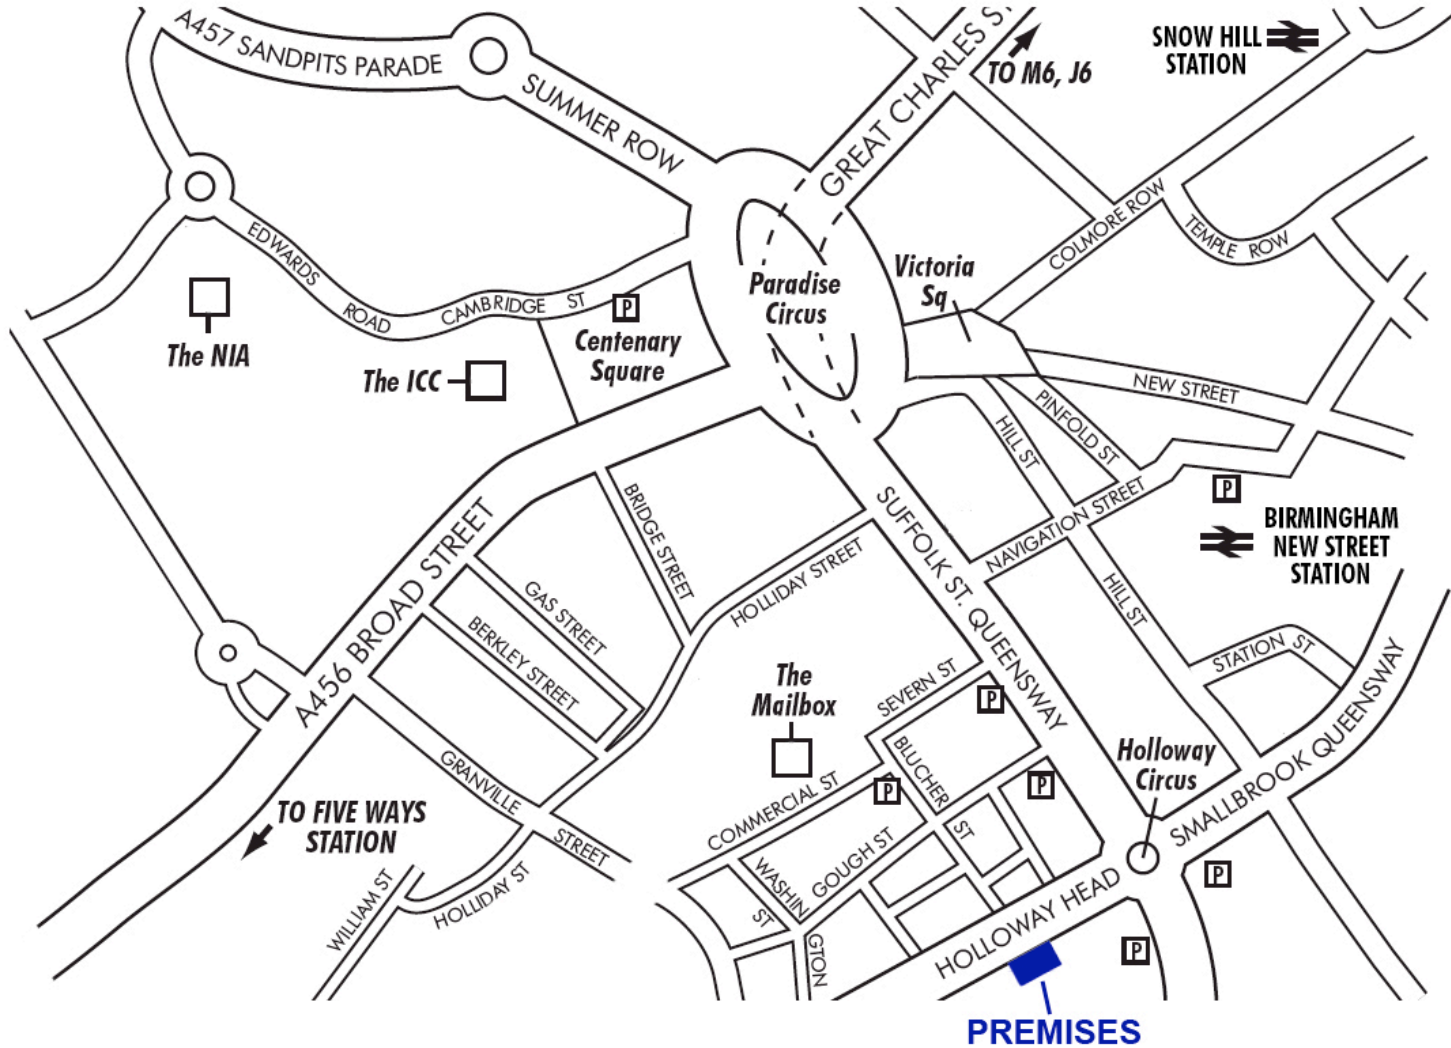 A457 SANDPITS PARADE
SUMMER ROW
GREAT CHARLES S
TO M6, J6
SNOW HILL
STATION
COLMORE ROW
TEMPLE ROW
EDWARDS
ROAD
CAMBRIDGE ST
P
Centenary
Square
The NIA
The ICC
Paradise
Circus
Victoria
Sq
NEW STREET
PINFOLD ST
HILL ST
NAVIGATION STREET
P
BIRMINGHAM
NEW STREET
STATION
A456 BROAD STREET
BRIDGE STREET
GAS STREET
BERKLEY STREET
HOLLIDAY STREET
SUFFOLK ST. QUEENSWAY
HILL ST
STATION ST
SMALLBROOK QUEENSWAY
The
Mailbox
SEVERN ST
P
BLUCHER
ST
P
P
Holloway
Circus
COMMERCIAL ST
GOUGH ST
WASHIN
GTON
ST
GRANVILLE
STREET
TO FIVE WAYS
STATION
WILLIAM ST
HOLLIDAY ST
HOLLOWAY HEAD
P
P
PREMISES